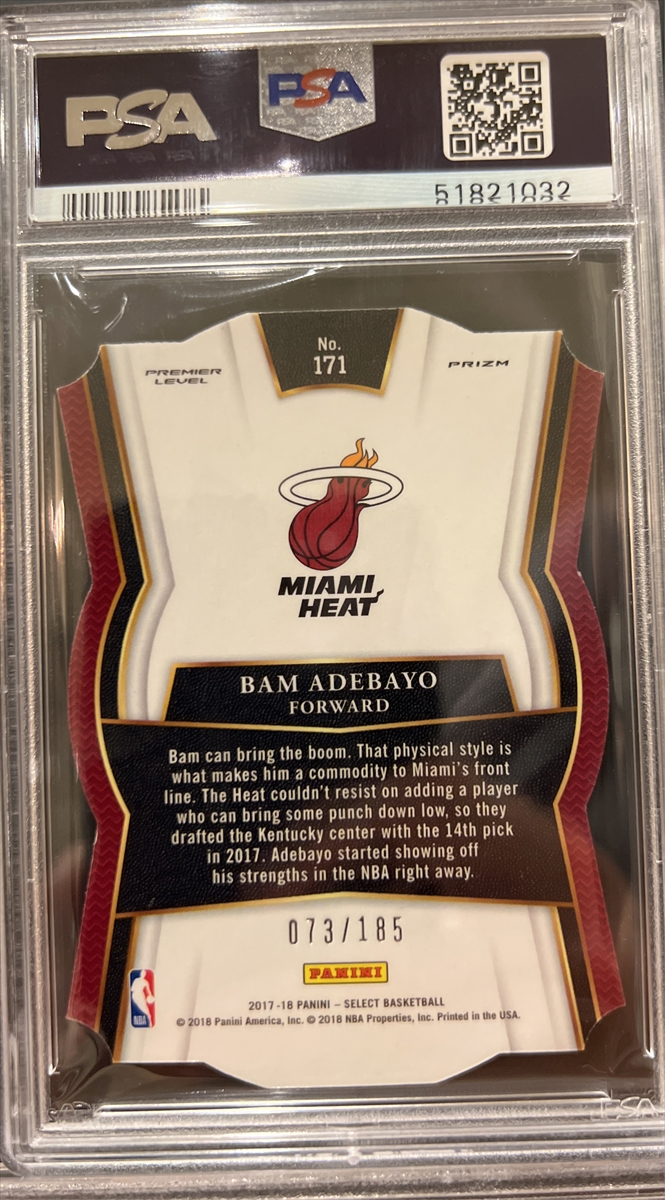 PSA
PSA
51821032
No.
171
PREMIER
LEVEL
PRIZM
MIAMI
HEAT
BAM ADEBAYO
FORWARD
Bam can bring the boom. That physical style is
what makes him a commodity to Miami's front
line. The Heat couldn't resist on adding a player
who can bring some punch down low, so they
drafted the Kentucky center with the 14th pick
in 2017. Adebayo started showing off
his strengths in the NBA right away.
073/185
PANINI
NBA
2017-18 PANINI – SELECT BASKETBALL
© 2018 Panini America, Inc. © 2018 NBA Properties, Inc. Printed in the USA.
PSA